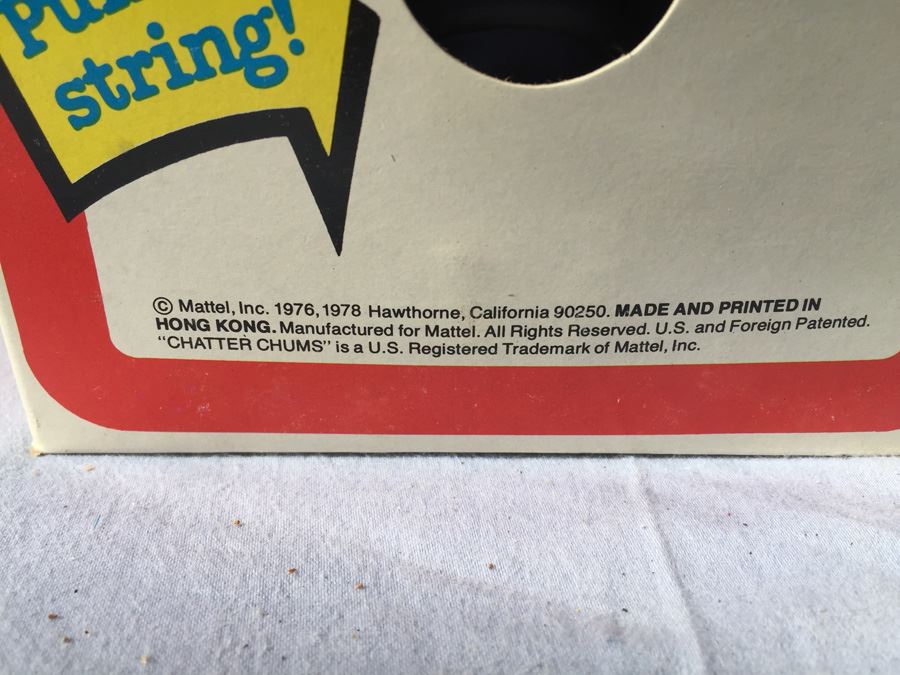 string!
© Mattel, Inc. 1976, 1978 Hawthorne, California 90250. MADE AND PRINTED IN
HONG KONG. Manufactured for Mattel. All Rights Reserved. U.S. and Foreign Patented.
"CHATTER CHUMS" is a U.S. Registered Trademark of Mattel, Inc.